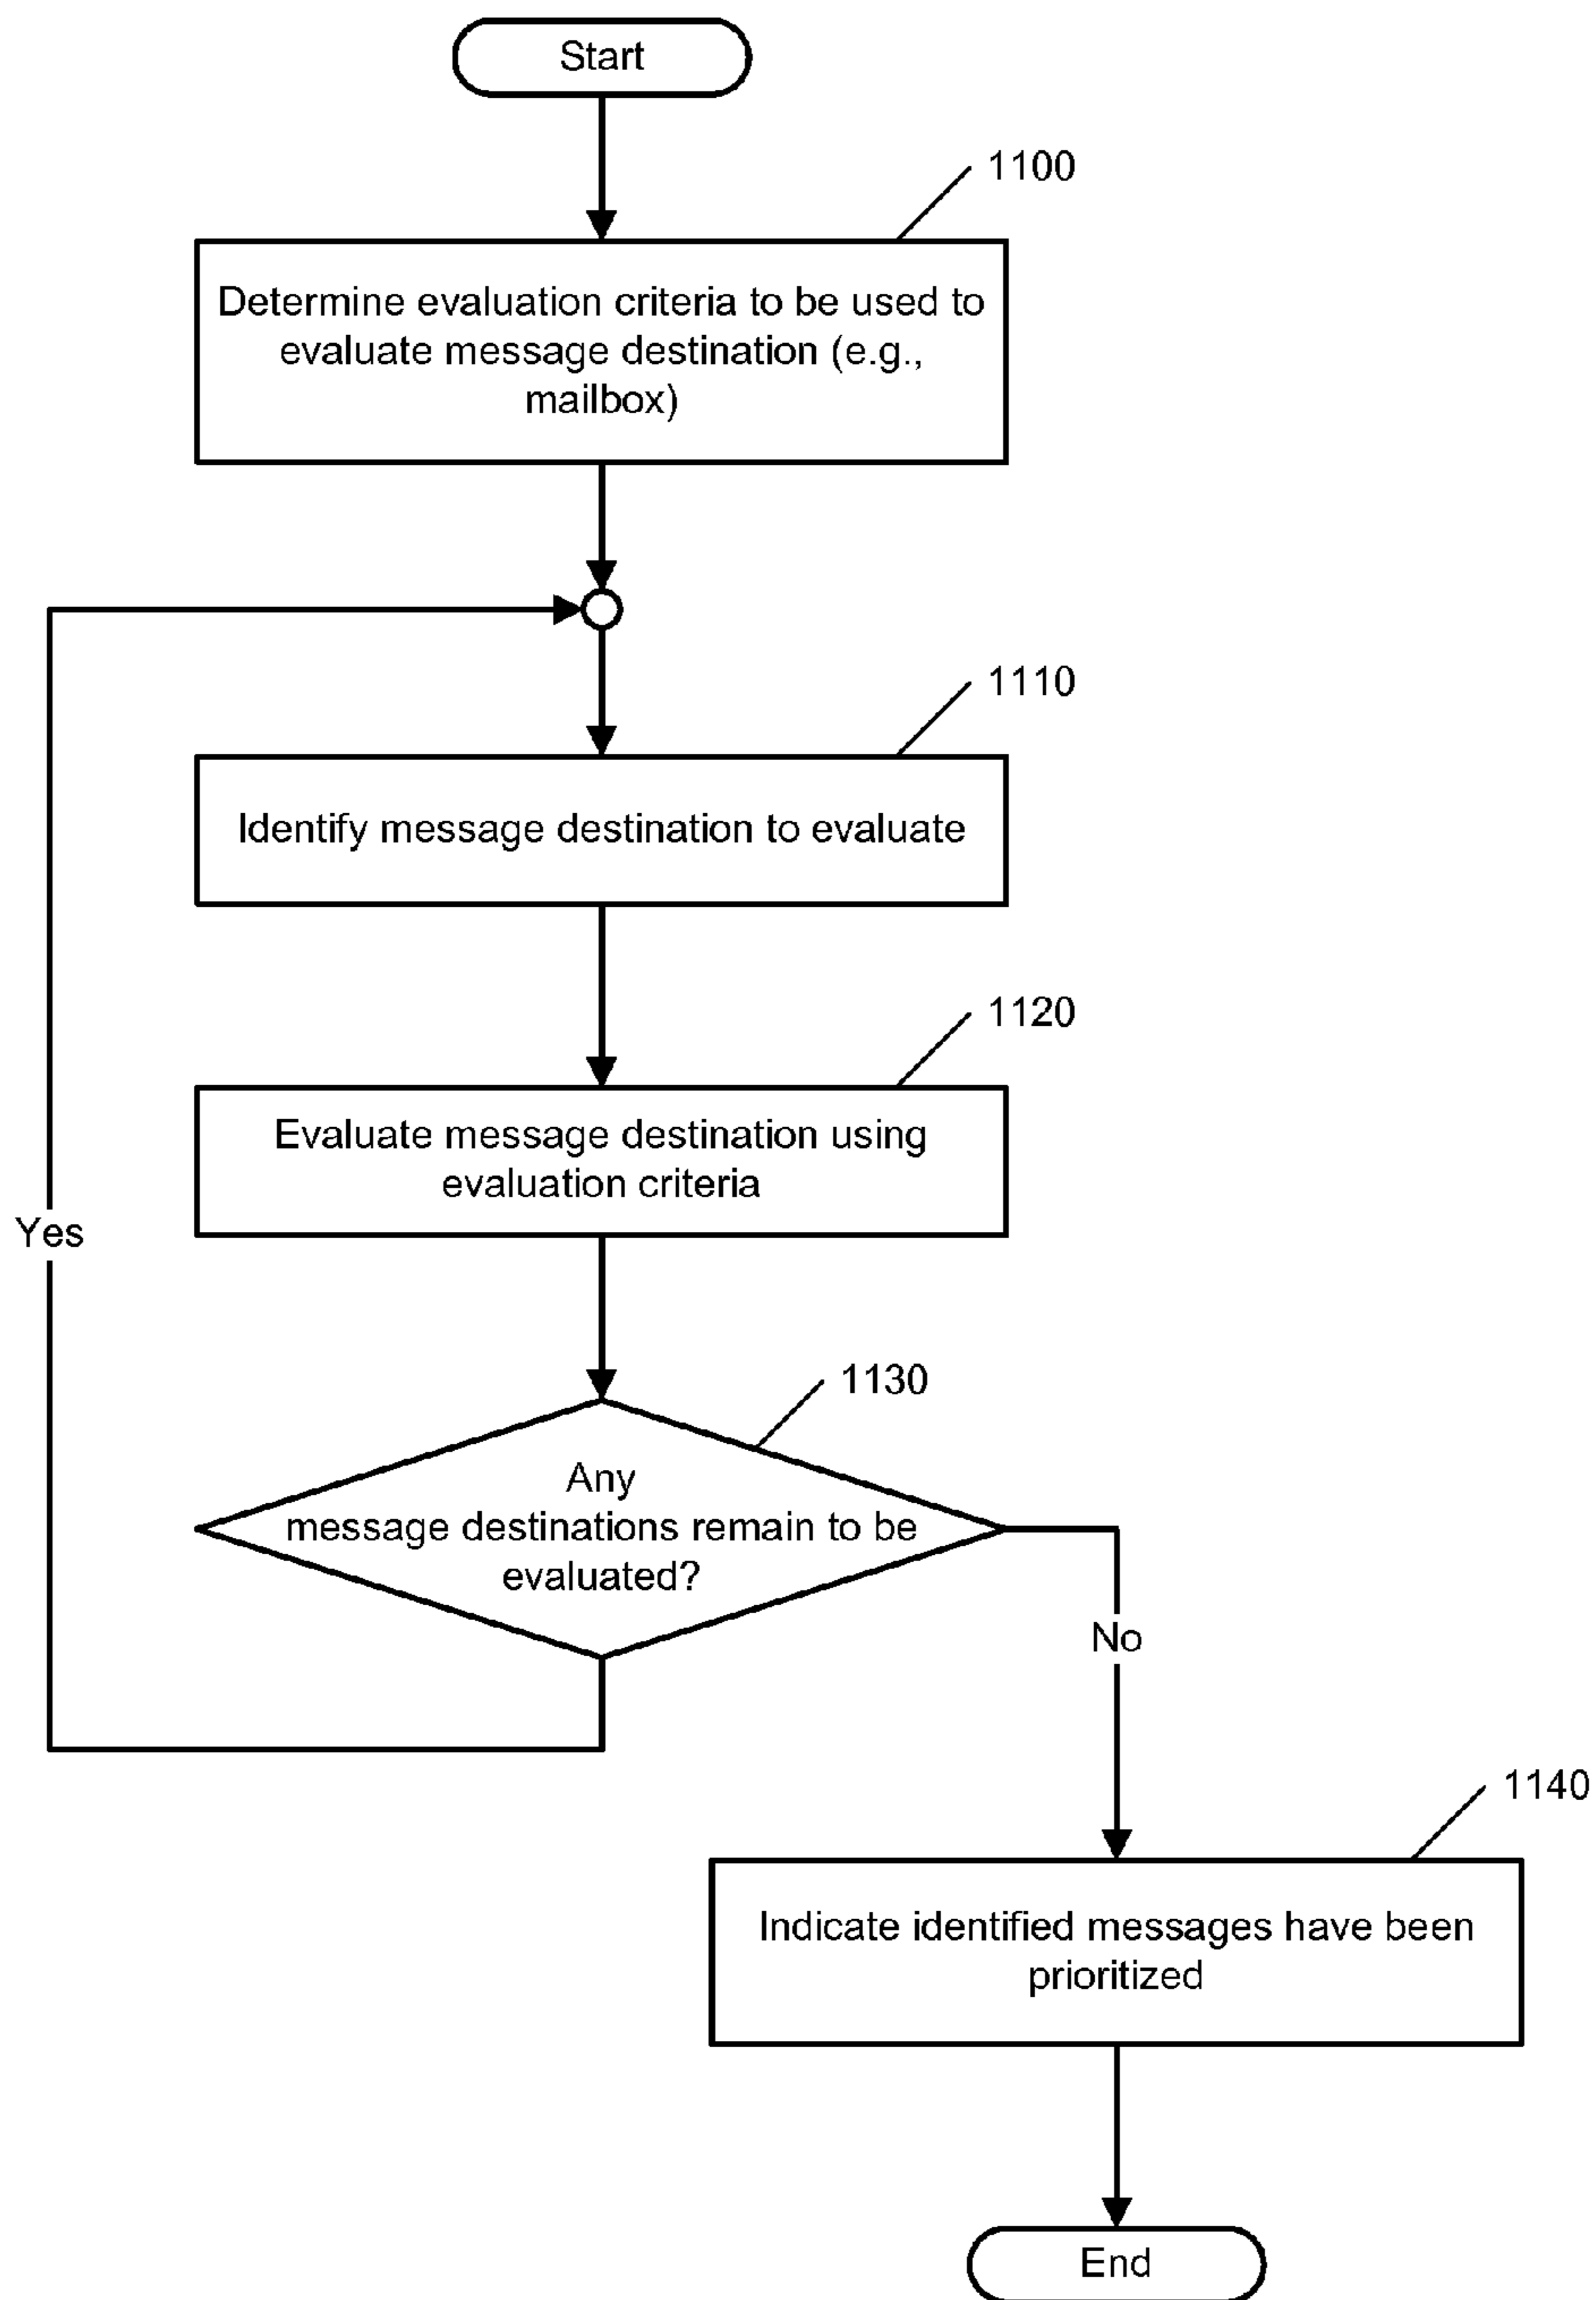 Start
1100
Determine evaluation criteria to be used to
evaluate message destination (e.g.,
mailbox)
1110
Identify message destination to evaluate
1120
Evaluate message destination using
evaluation criteria
Yes
1130
Any
message destinations remain to be
evaluated?
No
1140
Indicate identified messages have been
prioritized
End